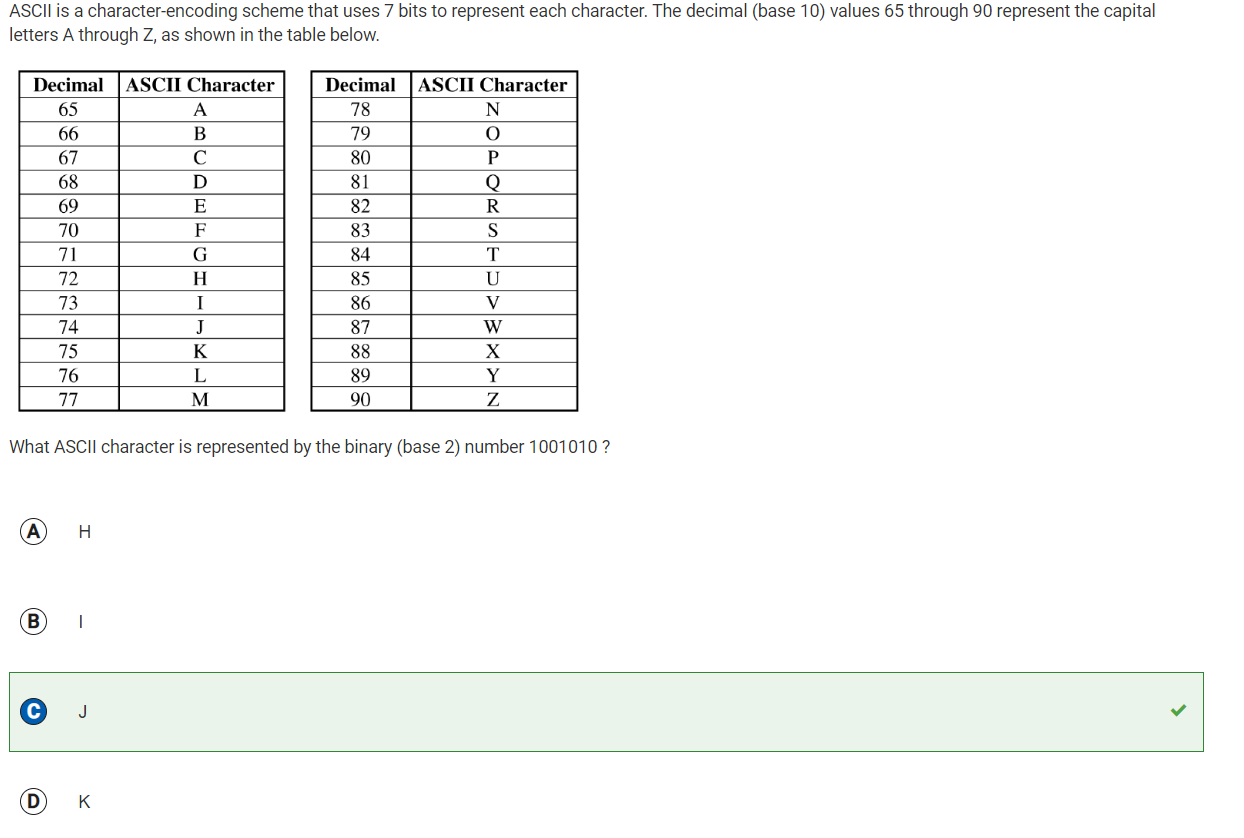 ASCII is a character-encoding scheme that uses 7 bits to represent each character. The decimal (base 10) values 65 through 90 represent the capital
letters A through Z, as shown in the table below.
Decimal ASCII Character
65 A
66 B
67 C
68 D
69 E
70 F
71 G
72 H
73 I
74 J
75 K
76 L
77 M
Decimal ASCII Character
78 N
79 O
80 P
81 Q
82 R
83 S
84 T
85 U
86 V
87 W
88 X
89 Y
90 Z
What ASCII character is represented by the binary (base 2) number 1001010 ?
A H
B I
C J
D K